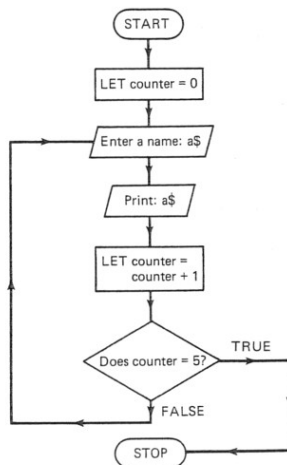 START
LET counter = 0
Enter a name: a$
Print: a$
LET counter =
counter + 1
Does counter = 5?
TRUE
FALSE
STOP